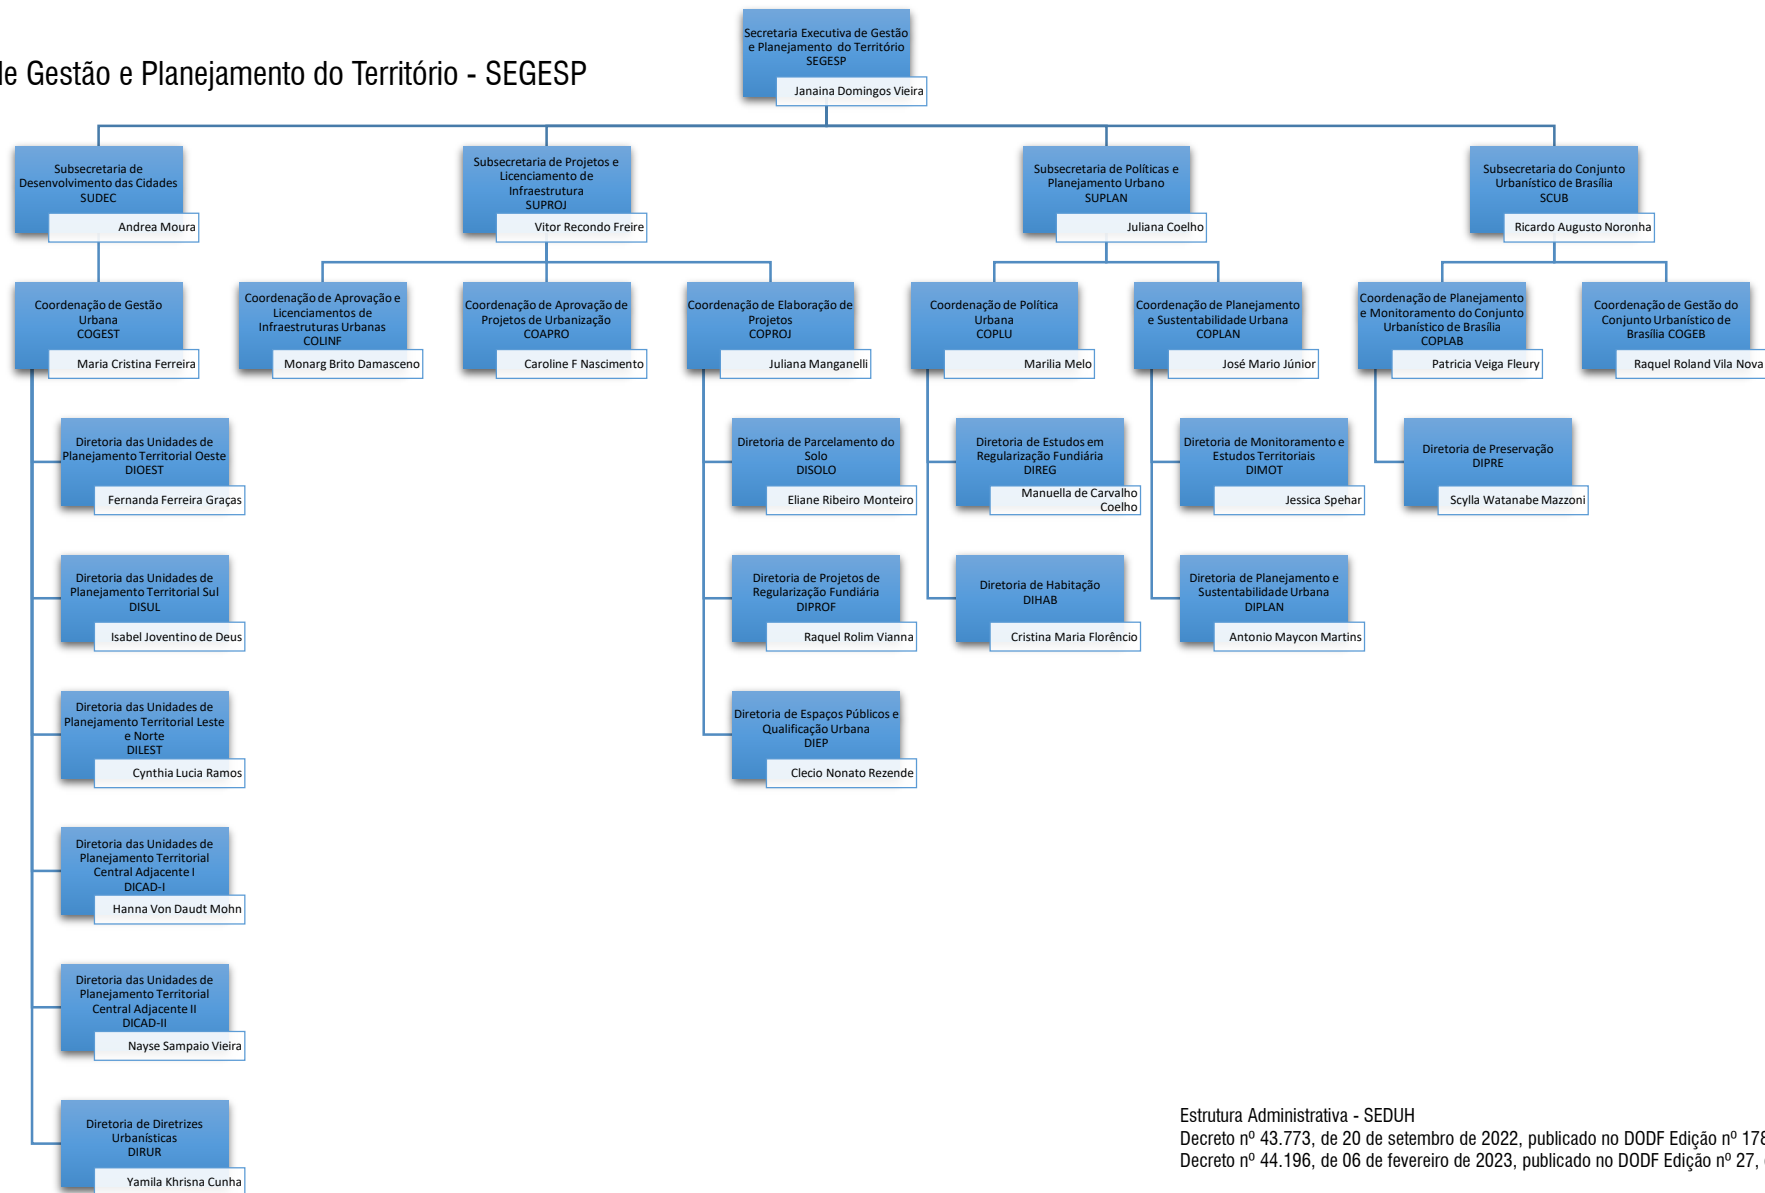 de Gestão e Planejamento do Território - SEGESP
Secretaria Executiva de Gestão
e Planejamento do Território
SEGESP
Janaina Domingos Vieira
Subsecretaria de
Desenvolvimento das Cidades
SUDEC
Andrea Moura
Subsecretaria de Projetos e
Licenciamento de
Infraestrutura
SUPROJ
Vitor Recondo Freire
Subsecretaria de Políticas e
Planejamento Urbano
SUPLAN
Juliana Coelho
Subsecretaria do Conjunto
Urbanístico de Brasília
SCUB
Ricardo Augusto Noronha
Coordenação de Gestão
Urbana
COGEST
Maria Cristina Ferreira
Coordenação de Aprovação e
Licenciamentos de
Infraestruturas Urbanas
COLINF
Monarg Brito Damasceno
Coordenação de Aprovação de
Projetos de Urbanização
COAPRO
Caroline F Nascimento
Coordenação de Elaboração de
Projetos
COPROJ
Juliana Manganelli
Coordenação de Política
Urbana
COPLU
Marilia Melo
Coordenação de Planejamento
e Sustentabilidade Urbana
COPLAN
José Mario Júnior
Coordenação de Planejamento
e Monitoramento do Conjunto
Urbanístico de Brasília
COPLAB
Patricia Veiga Fleury
Coordenação de Gestão do
Conjunto Urbanístico de
Brasília COGEB
Raquel Roland Vila Nova
Diretoria das Unidades de
Planejamento Territorial Oeste
DIOEST
Fernanda Ferreira Graças
Diretoria de Parcelamento do
Solo
DISOLO
Eliane Ribeiro Monteiro
Diretoria de Estudos em
Regularização Fundiária
DIREG
Manuella de Carvalho
Coelho
Diretoria de Monitoramento e
Estudos Territoriais
DIMOT
Jessica Spehar
Diretoria de Preservação
DIPRE
Scylla Watanabe Mazzoni
Diretoria das Unidades de
Planejamento Territorial Sul
DISUL
Isabel Joventino de Deus
Diretoria de Projetos de
Regularização Fundiária
DIPROF
Raquel Rolim Vianna
Diretoria de Habitação
DIHAB
Cristina Maria Florêncio
Diretoria de Planejamento e
Sustentabilidade Urbana
DIPLAN
Antonio Maycon Martins
Diretoria das Unidades de
Planejamento Territorial Leste
e Norte
DILEST
Cynthia Lucia Ramos
Diretoria de Espaços Públicos e
Qualificação Urbana
DIEP
Clecio Nonato Rezende
Diretoria das Unidades de
Planejamento Territorial
Central Adjacente I
DICAD-I
Hanna Von Daudt Mohn
Diretoria das Unidades de
Planejamento Territorial
Central Adjacente II
DICAD-II
Nayse Sampaio Vieira
Diretoria de Diretrizes
Urbanísticas
DIRUR
Yamila Khrisna Cunha
Estrutura Administrativa - SEDUH
Decreto nº 43.773, de 20 de setembro de 2022, publicado no DODF Edição nº 178
Decreto nº 44.196, de 06 de fevereiro de 2023, publicado no DODF Edição nº 27,